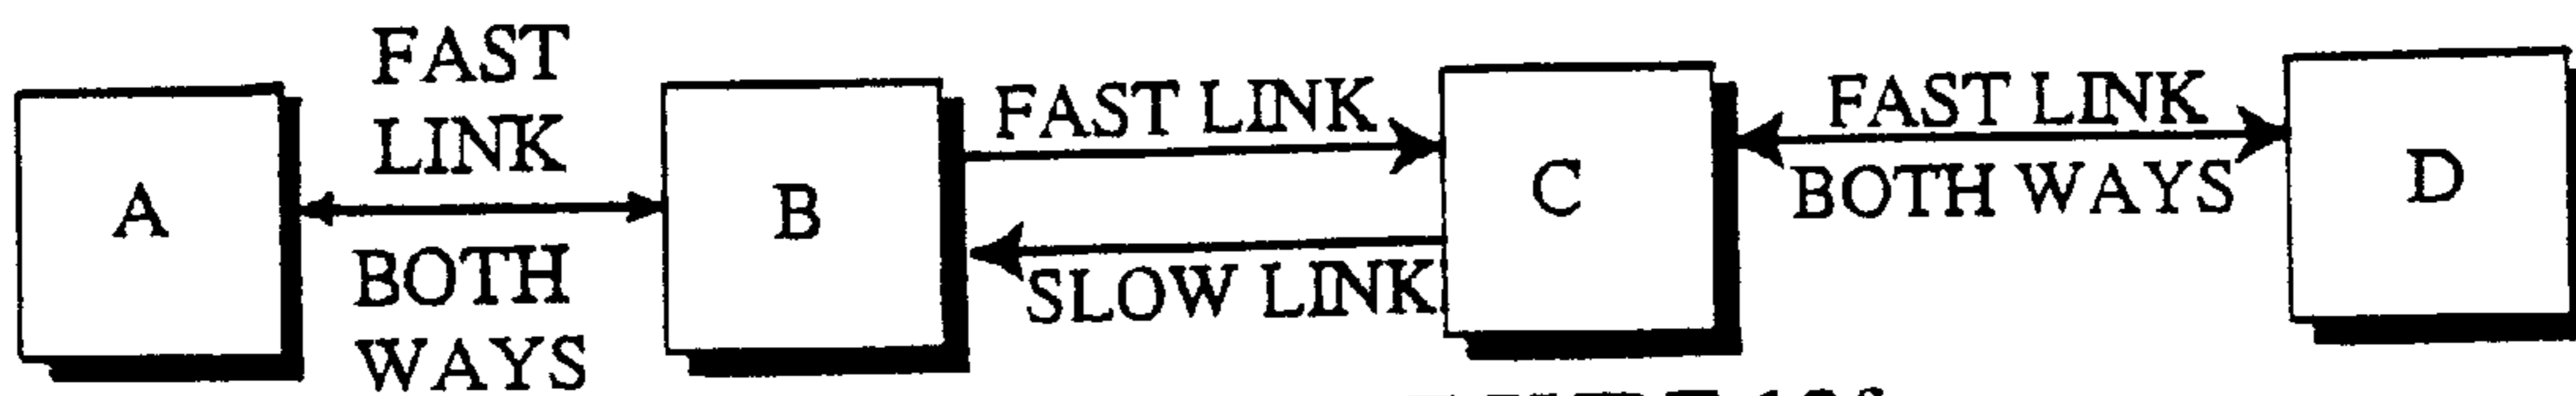 FAST
LINK
A
BOTH
WAYS
B
FAST LINK
SLOW LINK
C
FAST LINK
BOTH WAYS
D